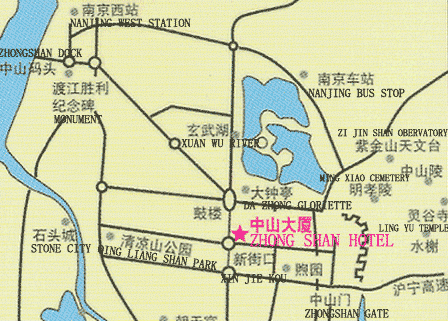 南京西站
NANJING WEST STATION
ZHONGSHAN DOCK
中山码头
渡江胜利
纪念碑
MONUMENT
南京车站
NANJING BUS STOP
玄武湖
XUAN WU RIVER
ZI JIN SHAN OBERVATORY
紫金山天文台
中山陵
MING XIAO CEMETERY
明孝陵
大钟亭
DA ZHONG GLORIETTE
鼓楼
灵谷寺
LING YU TEMPLE
水榭
中山大厦
ZHONG SHAN HOTEL
石头城
STONE CITY
清凉山公园
QING LIANG SHAN PARK
新街口
XIN JIE KOU
煦园
沪宁高速
中山门
ZHONGSHAN GATE